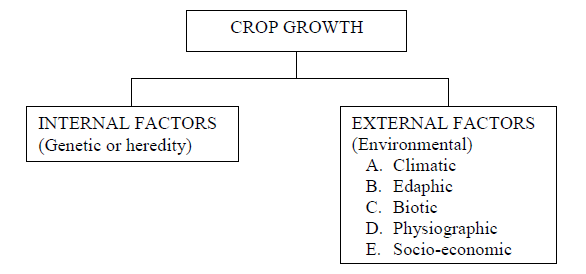 CROP GROWTH
INTERNAL FACTORS
(Genetic or heredity)
EXTERNAL FACTORS
(Environmental)
A. Climatic
B. Edaphic
C. Biotic
D. Physiographic
E. Socio-economic